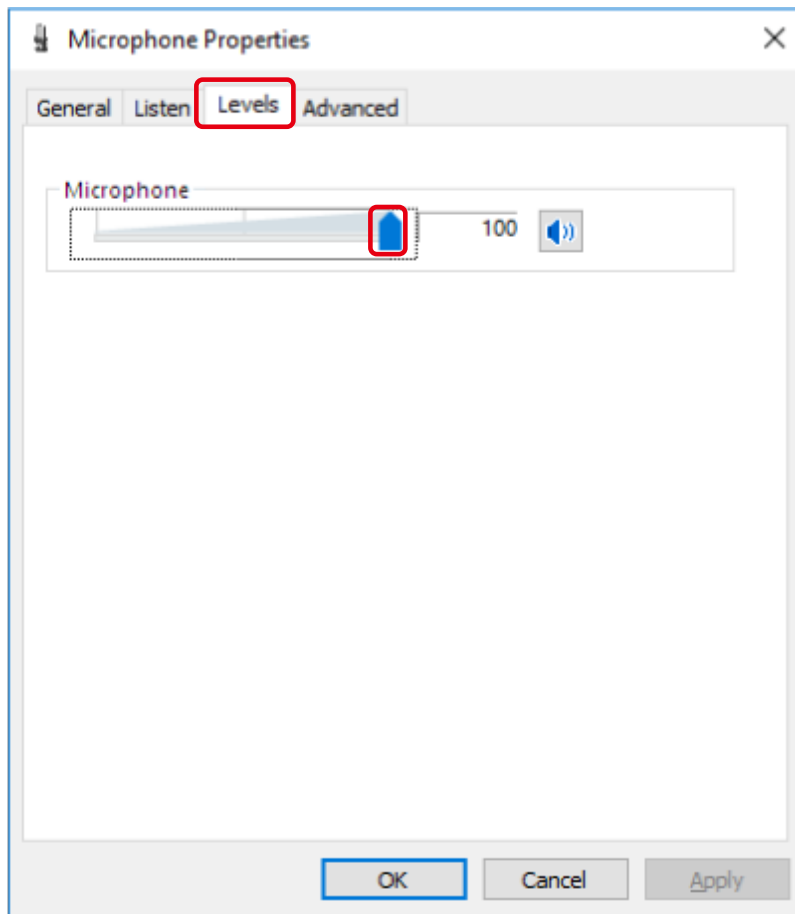 Microphone Properties
General Listen Levels Advanced
Microphone
100
OK Cancel Apply